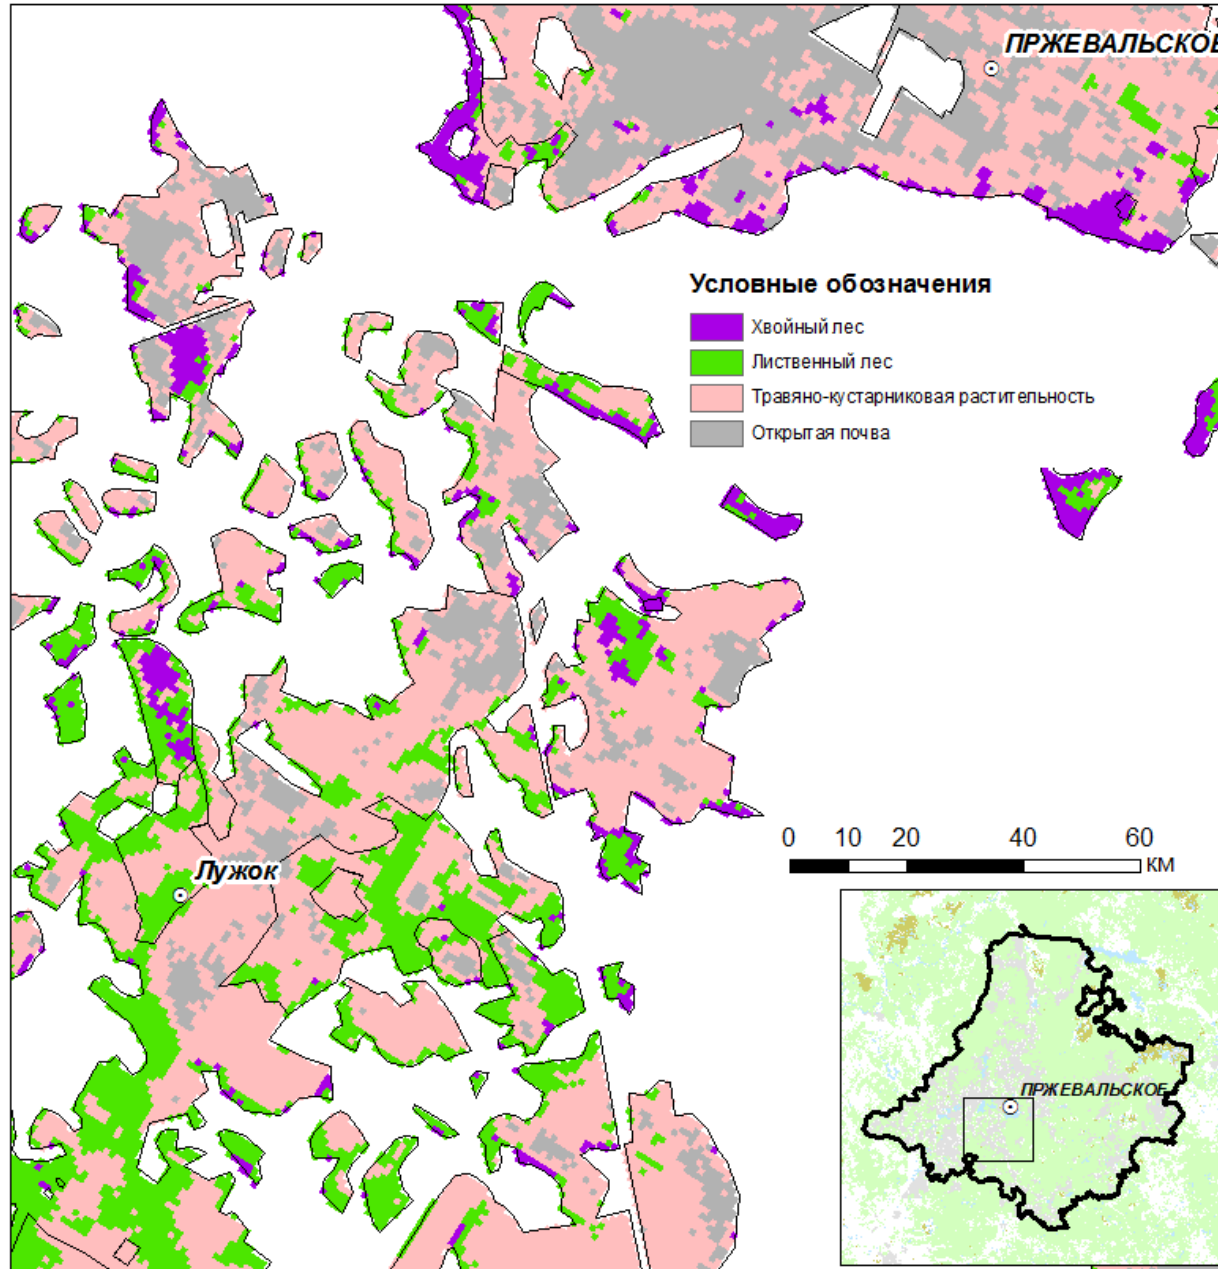 ПРЖЕВАЛЬСКОЕ
Условные обозначения
Хвойный лес
Лиственный лес
Травяно-кустарниковая растительность
Открытая почва
0 10 20 40 60
КМ
Лужок
ПРЖЕВАЛЬСКОЕ